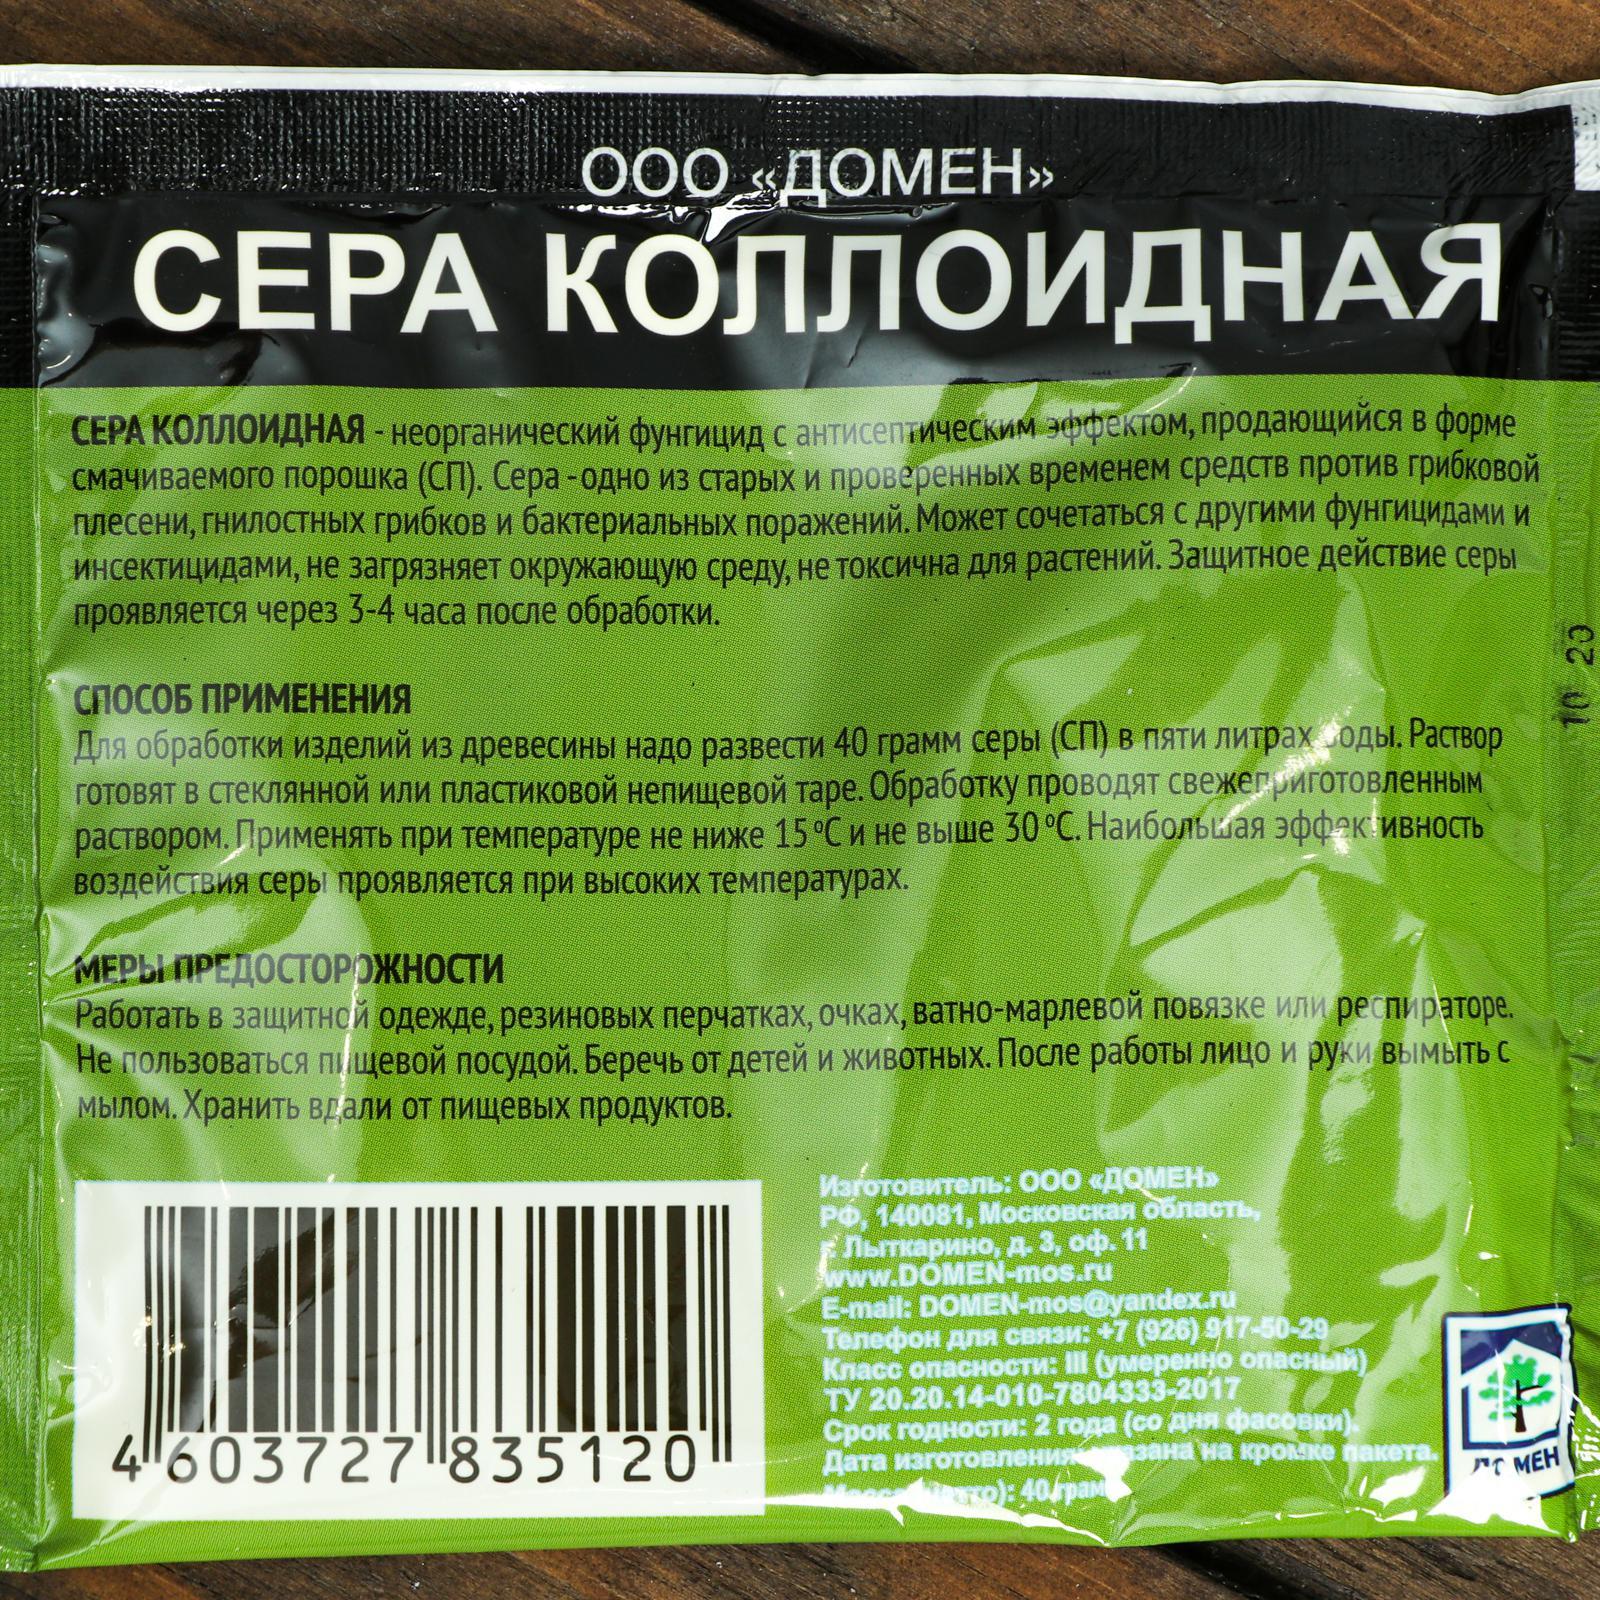 ООО «ДОМЕН»
СЕРА КОЛЛОИДНАЯ
СЕРА КОЛЛОИДНАЯ - неорганический фунгицид с антисептическим эффектом, продающийся в форме
смачиваемого порошка (СП). Сера - одно из старых и проверенных временем средств против грибковой
плесени, гнилостных грибков и бактериальных поражений. Может сочетаться с другими фунгицидами и
инсектицидами, не загрязняет окружающую среду, не токсична для растений. Защитное действие серы
проявляется через 3-4 часа после обработки.
СПОСОБ ПРИМЕНЕНИЯ
Для обработки изделий из древесины надо развести 40 грамм серы (СП) в пяти литрах воды. Раствор
готовят в стеклянной или пластиковой непищевой таре. Обработку проводят свежеприготовленным
раствором. Применять при температуре не ниже 15 °C и не выше 30 °C. Наибольшая эффективность
воздействия серы проявляется при высоких температурах.
МЕРЫ ПРЕДОСТОРОЖНОСТИ
Работать в защитной одежде, резиновых перчатках, очках, ватно-марлевой повязке или респираторе.
Не пользоваться пищевой посудой. Беречь от детей и животных. После работы лицо и руки вымыть с
мылом. Хранить вдали от пищевых продуктов.
Изготовитель: ООО «ДОМЕН»
РФ, 140081, Московская область,
г. Лыткарино, д. 3, оф. 11
www.DOMEN-mos.ru
E-mail: DOMEN-mos@yandex.ru
Телефон для связи: +7 (926) 917-50-29
Класс опасности: III (умеренно опасный)
ТУ 20.20.14-010-7804333-2017
Срок годности: 2 года (со дня фасовки).
Дата изготовления указана на кромке пакета.
Масса (нетто): 40 грамм
4 603727 835120
ДОМЕН
10 20